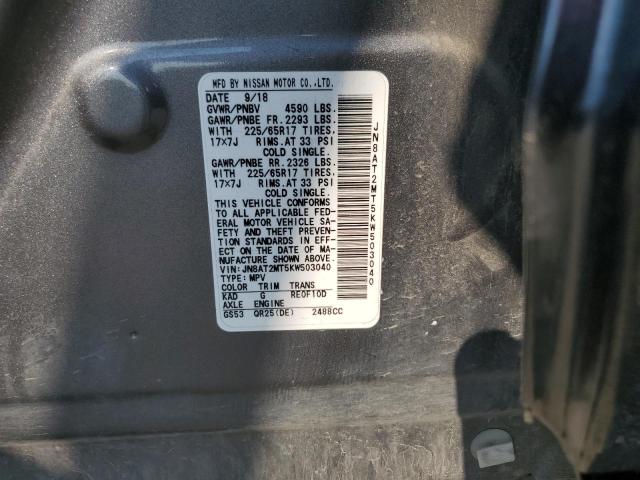 MFD BY NISSAN MOTOR CO.,LTD.
DATE 9/18
GVWR/PNBV 4590 LBS.
GAWR/PNBE FR.2293 LBS.
WITH 225/65R17 TIRES,
17x7J RIMS.AT 33 PSI
COLD SINGLE.
GAWR/PNBE RR.2326 LBS.
WITH 225/65R17 TIRES,
17x7J RIMS.AT 33 PSI
COLD SINGLE.
THIS VEHICLE CONFORMS
TO ALL APPLICABLE FED-
ERAL MOTOR VEHICLE SA-
FETY AND THEFT PREVEN-
TION STANDARDS IN EFF-
ECT ON THE DATE OF MA-
NUFACTURE SHOWN ABOVE.
VIN:JN8AT2MT5KW503040
TYPE:MPV
COLOR TRIM TRANS
KAD G RE0F10D
AXLE ENGINE
GS53 QR25(DE) 2488CC
JN8AT2MT5KW503040